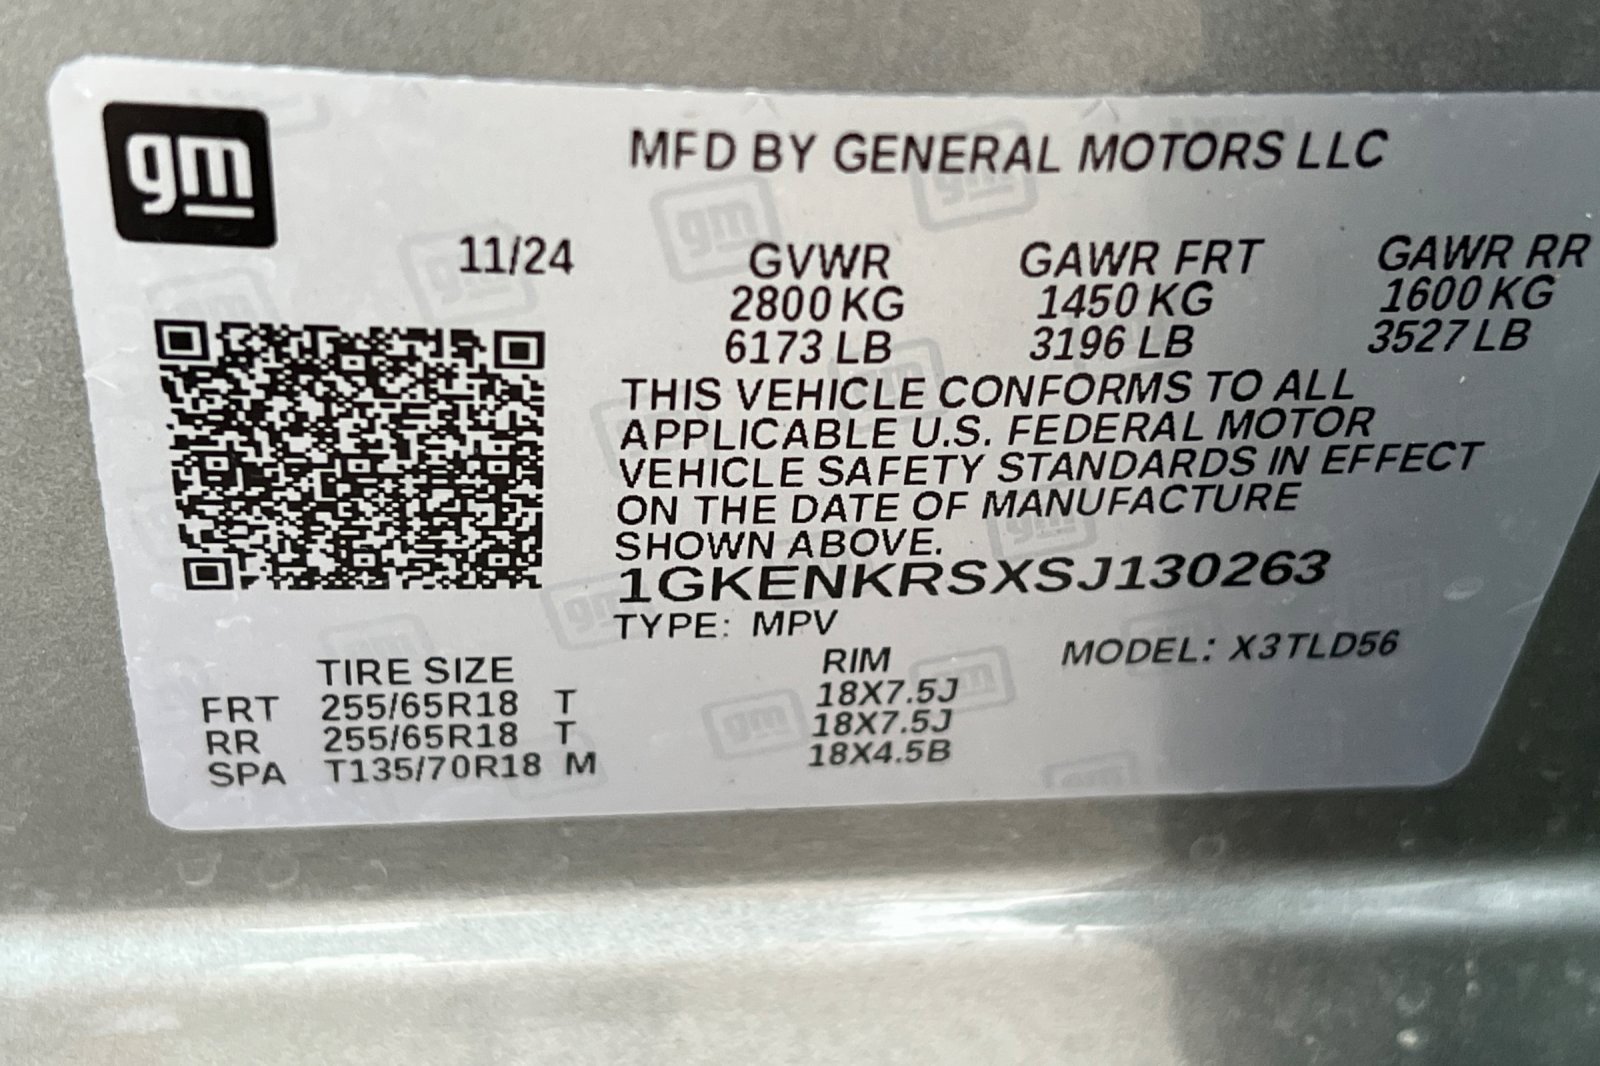 gm
MFD BY GENERAL MOTORS LLC
11/24 GVWR GAWR FRT GAWR RR
2800 KG 1450 KG 1600 KG
6173 LB 3196 LB 3527 LB
THIS VEHICLE CONFORMS TO ALL
APPLICABLE U.S. FEDERAL MOTOR
VEHICLE SAFETY STANDARDS IN EFFECT
ON THE DATE OF MANUFACTURE
SHOWN ABOVE.
1GKENKRSXSJ130263
TYPE: MPV MODEL: X3TLD56
TIRE SIZE RIM
FRT 255/65R18 T 18X7.5J
RR 255/65R18 T 18X7.5J
SPA T135/70R18 M 18X4.5B